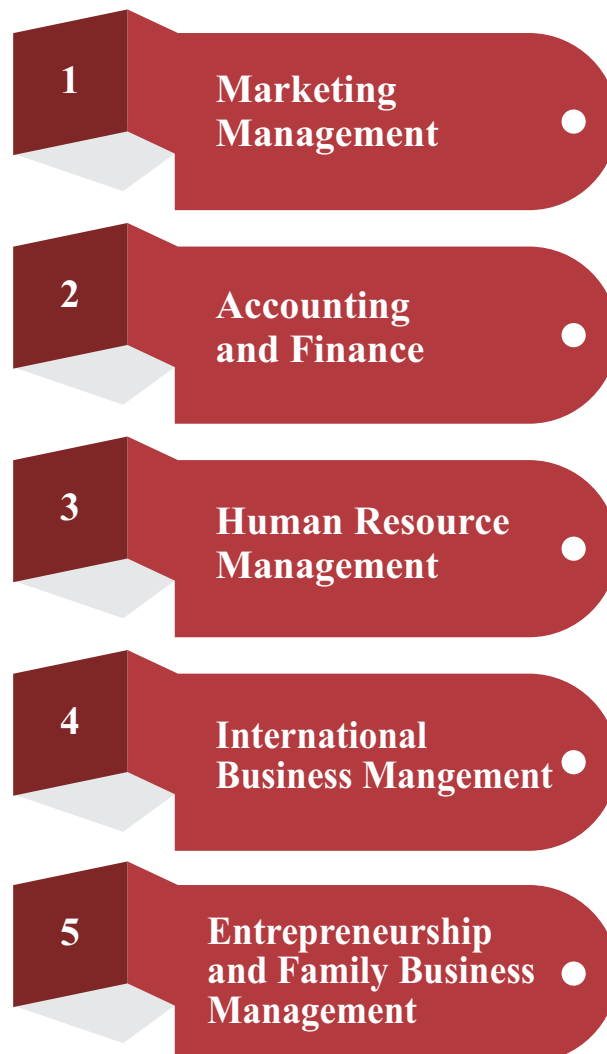 1
Marketing
Management
2
Accounting
and Finance
3
Human Resource
Management
4
International
Business Mangement
5
Entrepreneurship
and Family Business
Management